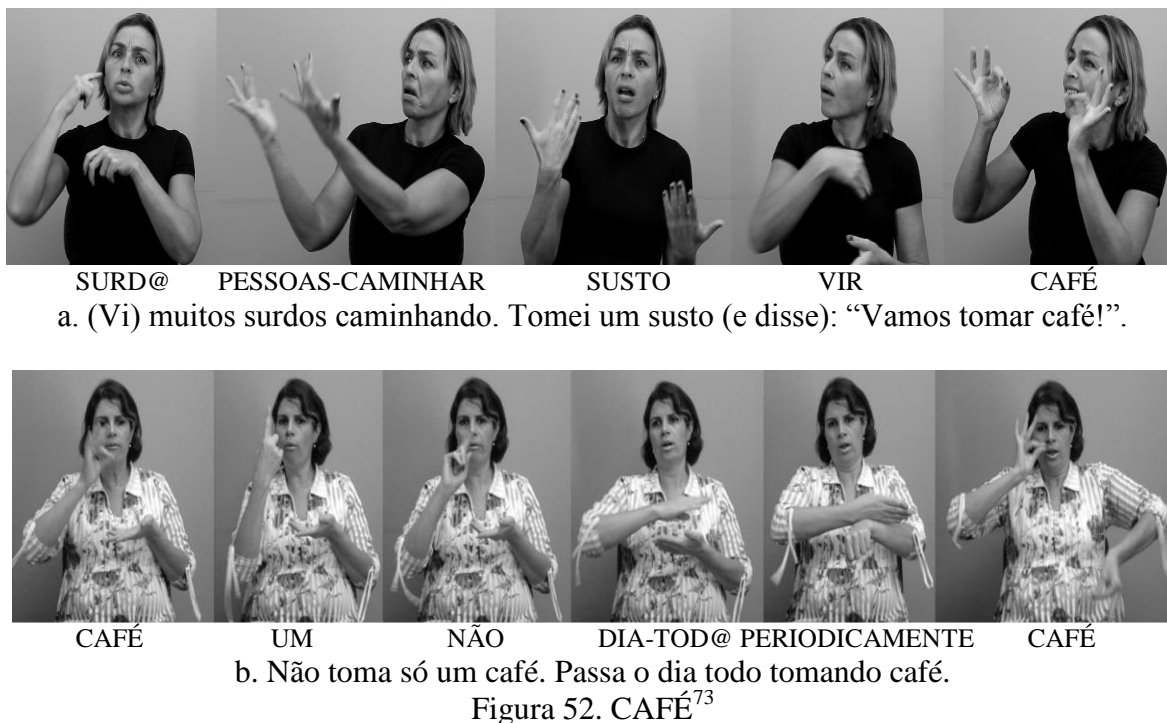 SURD@ PESSOAS-CAMINHAR SUSTO VIR CAFÉ
a. (Vi) muitos surdos caminhando. Tomei um susto (e disse): “Vamos tomar café!”.
CAFÉ UM NÃO DIA-TOD@ PERIODICAMENTE CAFÉ
b. Não toma só um café. Passa o dia todo tomando café.
Figura 52. CAFÉ73